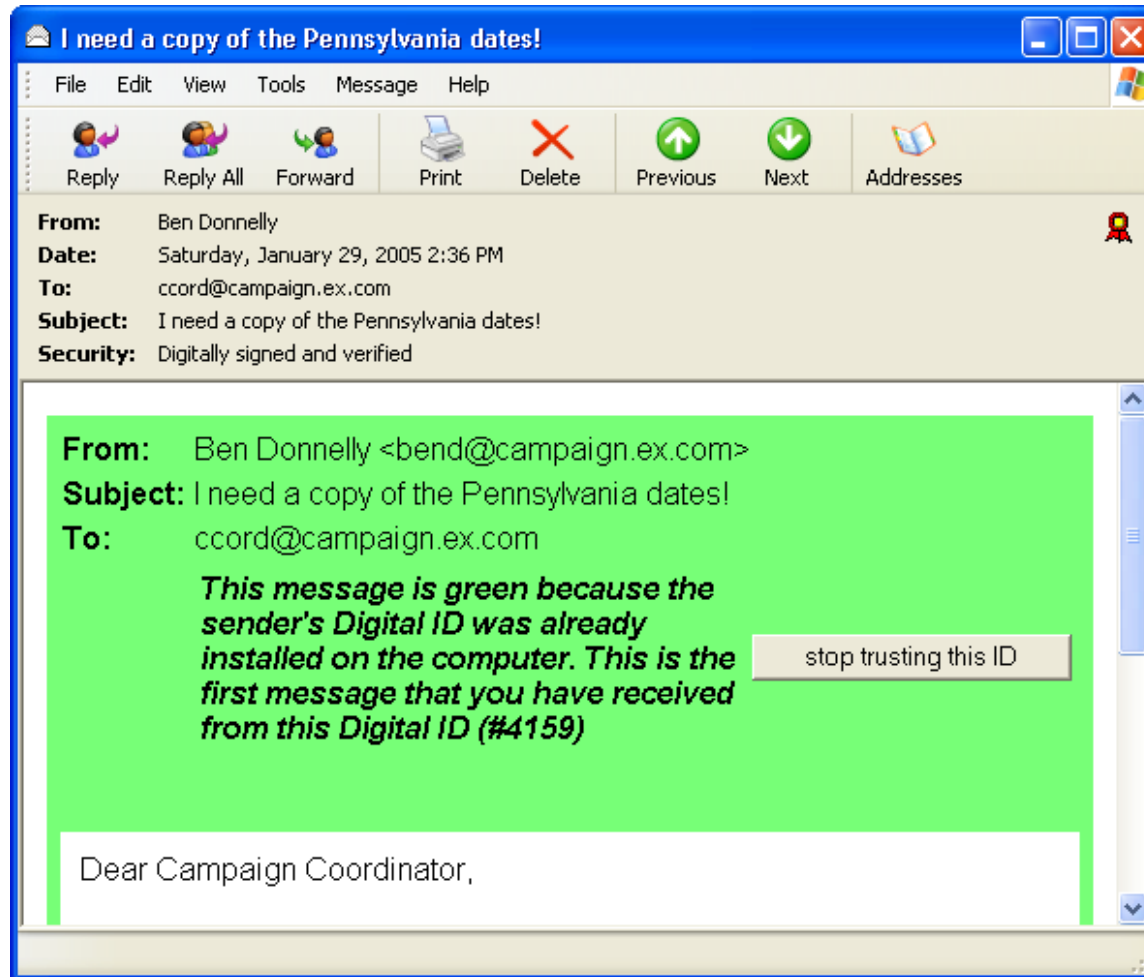 I need a copy of the Pennsylvania dates!
File Edit View Tools Message Help
Reply Reply All Forward Print Delete Previous Next Addresses
From: Ben Donnelly
Date: Saturday, January 29, 2005 2:36 PM
To: ccord@campaign.ex.com
Subject: I need a copy of the Pennsylvania dates!
Security: Digitally signed and verified
From: Ben Donnelly <bend@campaign.ex.com>
Subject: I need a copy of the Pennsylvania dates!
To: ccord@campaign.ex.com
This message is green because the
sender's Digital ID was already
installed on the computer. This is the
first message that you have received
from this Digital ID (#4159)
stop trusting this ID
Dear Campaign Coordinator,